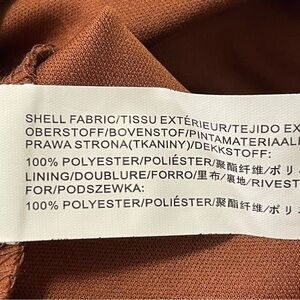 SHELL FABRIC/TISSU EXTÉRIEUR/TEJIDO EX
OBERSTOFF/BOVENSTOF/PINTAMATERIAALI
PRAWA STRONA(TKANINY)/DEKKSTOFF:
100% POLYESTER/POLIÉSTER/聚酯纤维/ポリ
LINING/DOUBLURE/FORRO/里布/裏地/RIVEST
FOR/PODSZEWKA:
100% POLYESTER/POLIÉSTER/聚酯纤维/ポリ